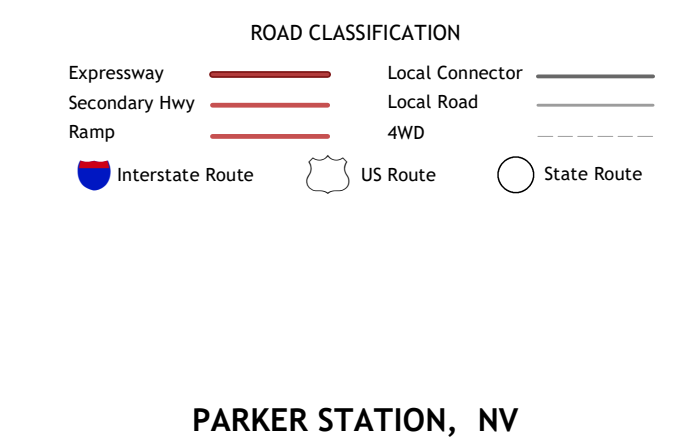 ROAD CLASSIFICATION
Expressway
Local Connector
Secondary Hwy
Local Road
Ramp
4WD
Interstate Route
US Route
State Route
PARKER STATION, NV